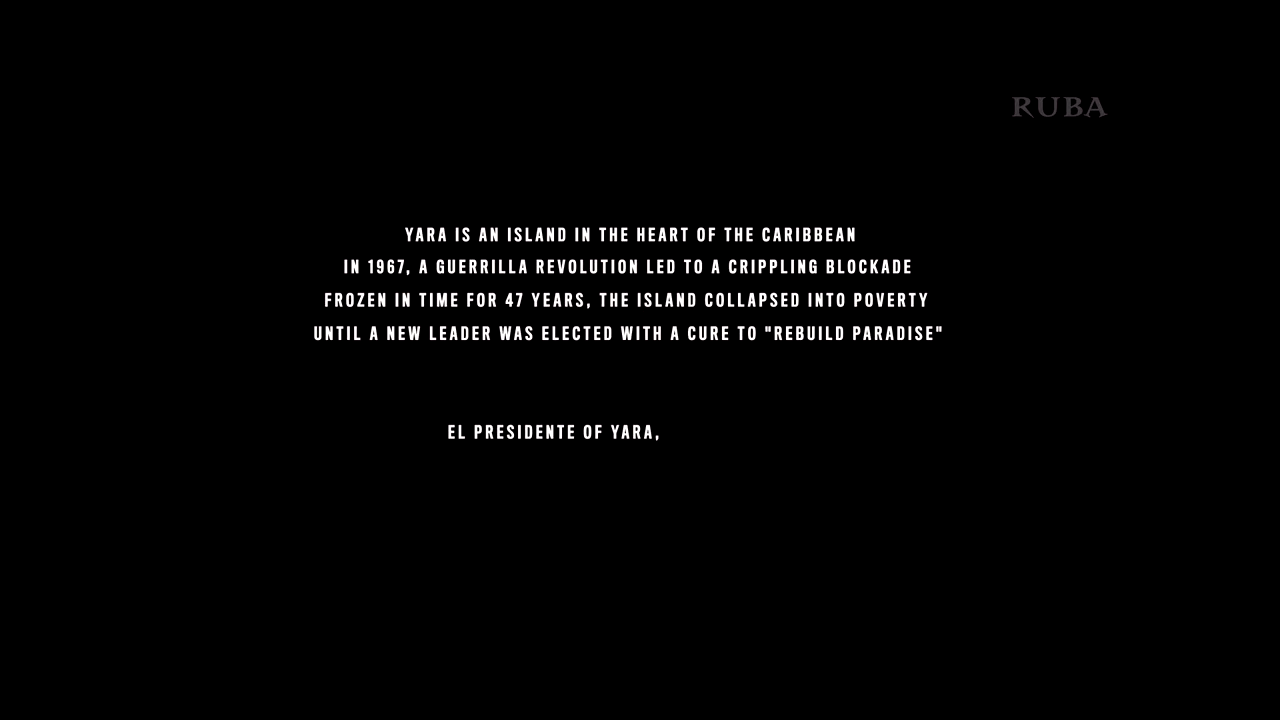 RUBA
YARA IS AN ISLAND IN THE HEART OF THE CARIBBEAN
IN 1967, A GUERRILLA REVOLUTION LED TO A CRIPPLING BLOCKADE
FROZEN IN TIME FOR 47 YEARS, THE ISLAND COLLAPSED INTO POVERTY
UNTIL A NEW LEADER WAS ELECTED WITH A CURE TO "REBUILD PARADISE"
EL PRESIDENTE OF YARA,